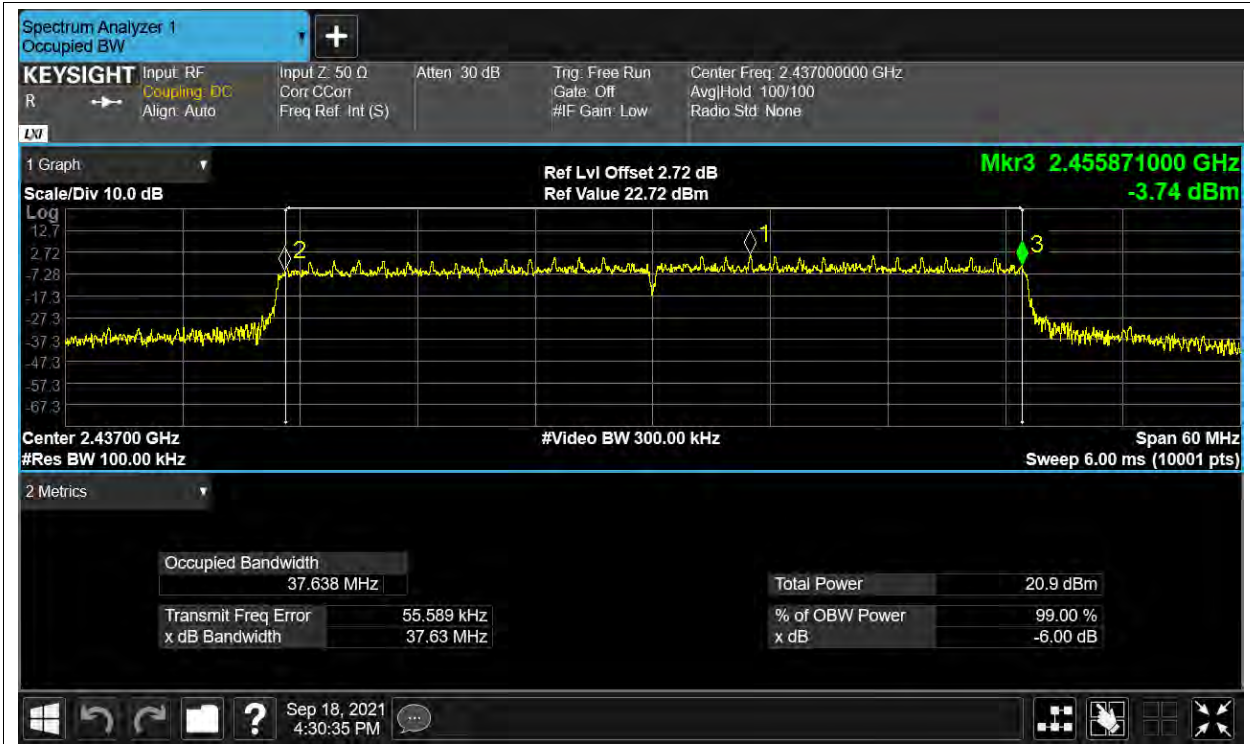 Spectrum Analyzer 1
Occupied BW
+
KEYSIGHT
R
LXI
Input: RF
Coupling: DC
Align: Auto
Input Z: 50 Ω
Corr CCorr
Freq Ref: Int (S)
Atten: 30 dB
Trig: Free Run
Gate: Off
#IF Gain: Low
Center Freq: 2.437000000 GHz
Avg|Hold: 100/100
Radio Std: None
1 Graph
Scale/Div 10.0 dB
Ref Lvl Offset 2.72 dB
Ref Value 22.72 dBm
Mkr3 2.455871000 GHz
-3.74 dBm
Log
12.7
2.72
-7.28
-17.3
-27.3
-37.3
-47.3
-57.3
-67.3
2
1
3
Center 2.43700 GHz
#Video BW 300.00 kHz
Span 60 MHz
#Res BW 100.00 kHz
Sweep 6.00 ms (10001 pts)
2 Metrics
Occupied Bandwidth
37.638 MHz
Transmit Freq Error 55.589 kHz
x dB Bandwidth 37.63 MHz
Total Power 20.9 dBm
% of OBW Power 99.00 %
x dB -6.00 dB
?
Sep 18, 2021
4:30:35 PM